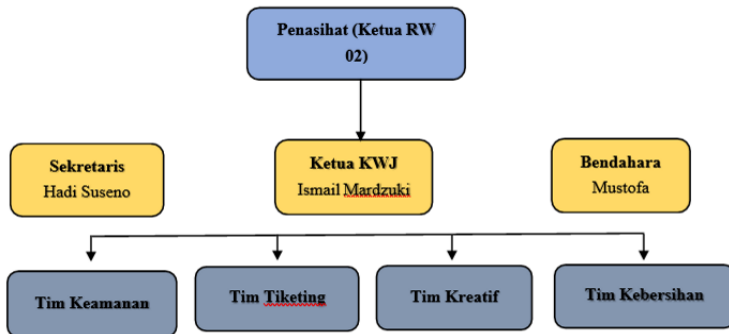 Penasihat (Ketua RW
02)
Sekretaris
Hadi Suseno
Ketua KWJ
Ismail Mardzuki
Bendahara
Mustofa
Tim Keamanan
Tim Tiketing
Tim Kreatif
Tim Kebersihan